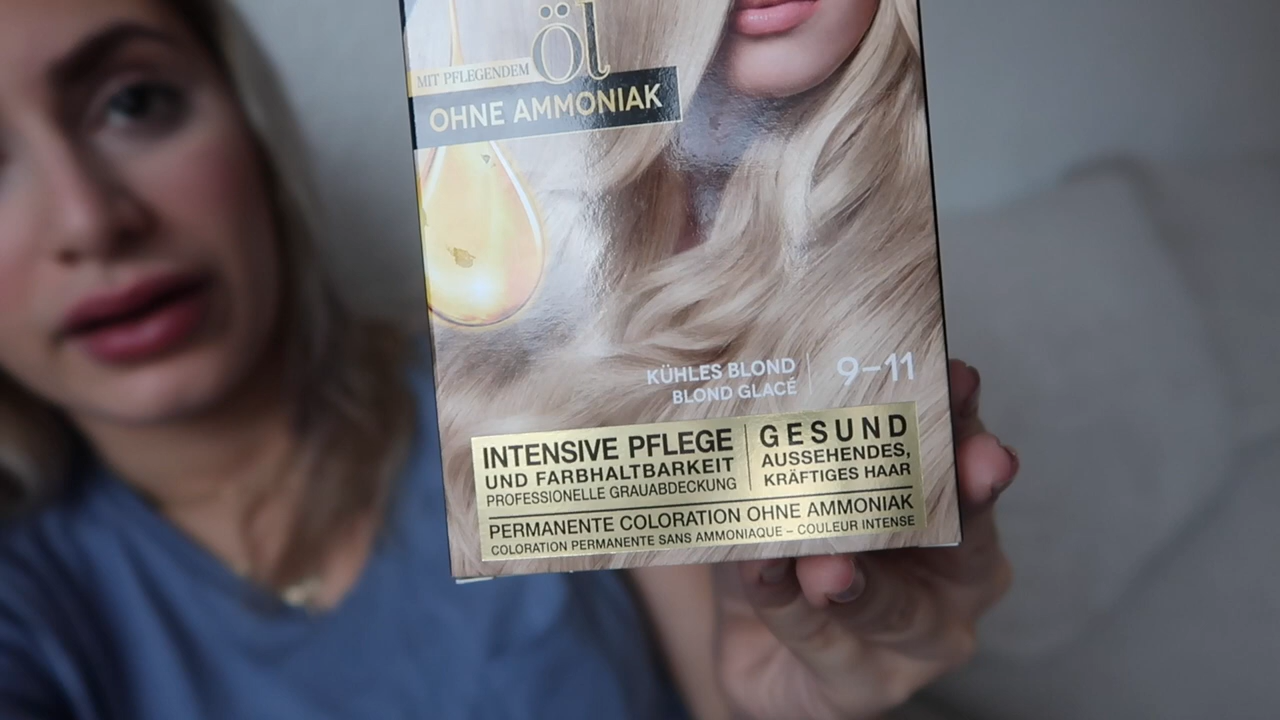 MIT PFLEGENDEM Öl
OHNE AMMONIAK
KÜHLES BLOND
BLOND GLACÉ
9–11
INTENSIVE PFLEGE
UND FARBHALTBARKEIT
PROFESSIONELLE GRAUABDECKUNG
GESUND
AUSSEHENDES,
KRÄFTIGES HAAR
PERMANENTE COLORATION OHNE AMMONIAK
COLORATION PERMANENTE SANS AMMONIAQUE – COULEUR INTENSE